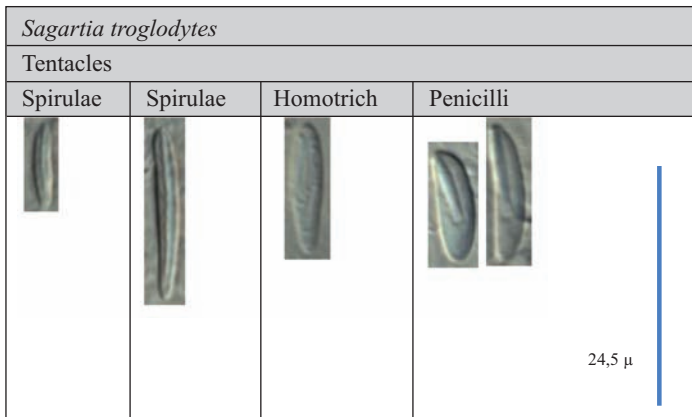 Sagartia troglodytes
Tentacles
Spirulae Spirulae Homotrich Penicilli
24,5 µ